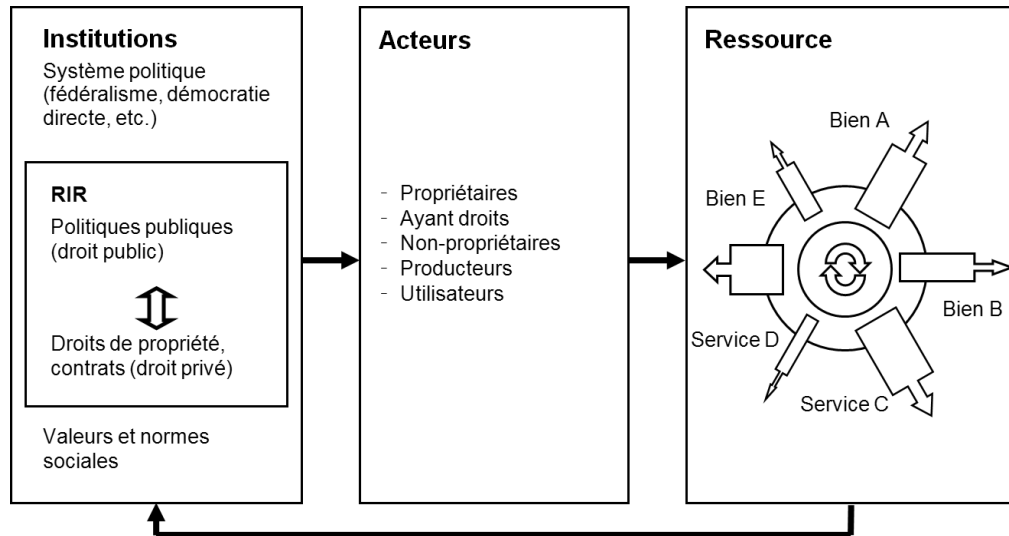 Institutions
Système politique
(fédéralisme, démocratie
directe, etc.)
RIR
Politiques publiques
(droit public)
Droits de propriété,
contrats (droit privé)
Valeurs et normes
sociales
Acteurs
- Propriétaires
- Ayant droits
- Non-propriétaires
- Producteurs
- Utilisateurs
Ressource
Bien A
Bien E
Bien B
Service D
Service C